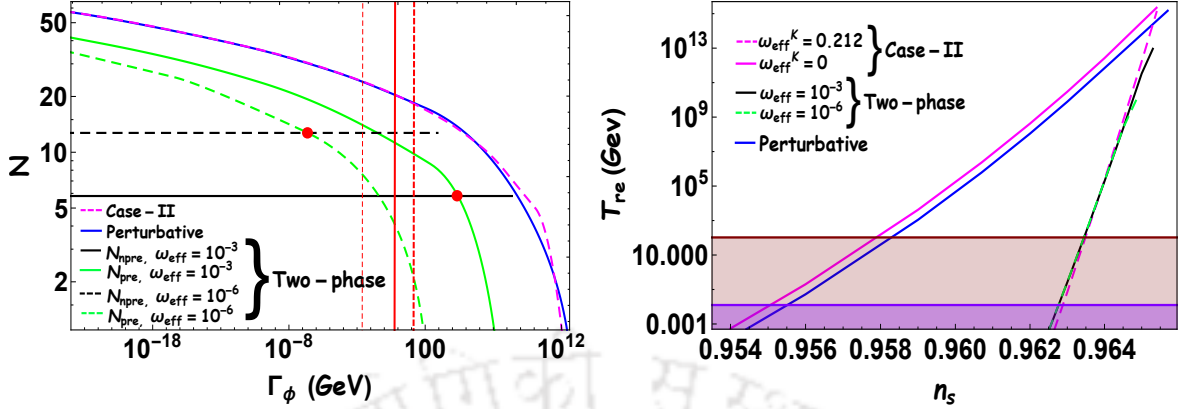 50
20
10
5
2
N
Case-II
Perturbative
N_npre, ω_eff = 10^-3
N_pre, ω_eff = 10^-3
N_npre, ω_eff = 10^-6
N_pre, ω_eff = 10^-6
Two-phase
10^-18
10^-8
100
10^12
Γ_ϕ (GeV)
10^13
10^9
10^5
10.000
0.001
T_re (Gev)
ω_eff^K = 0.212
ω_eff^K = 0
Case-II
ω_eff = 10^-3
ω_eff = 10^-6
Two-phase
Perturbative
0.954
0.956
0.958
0.960
0.962
0.964
n_s